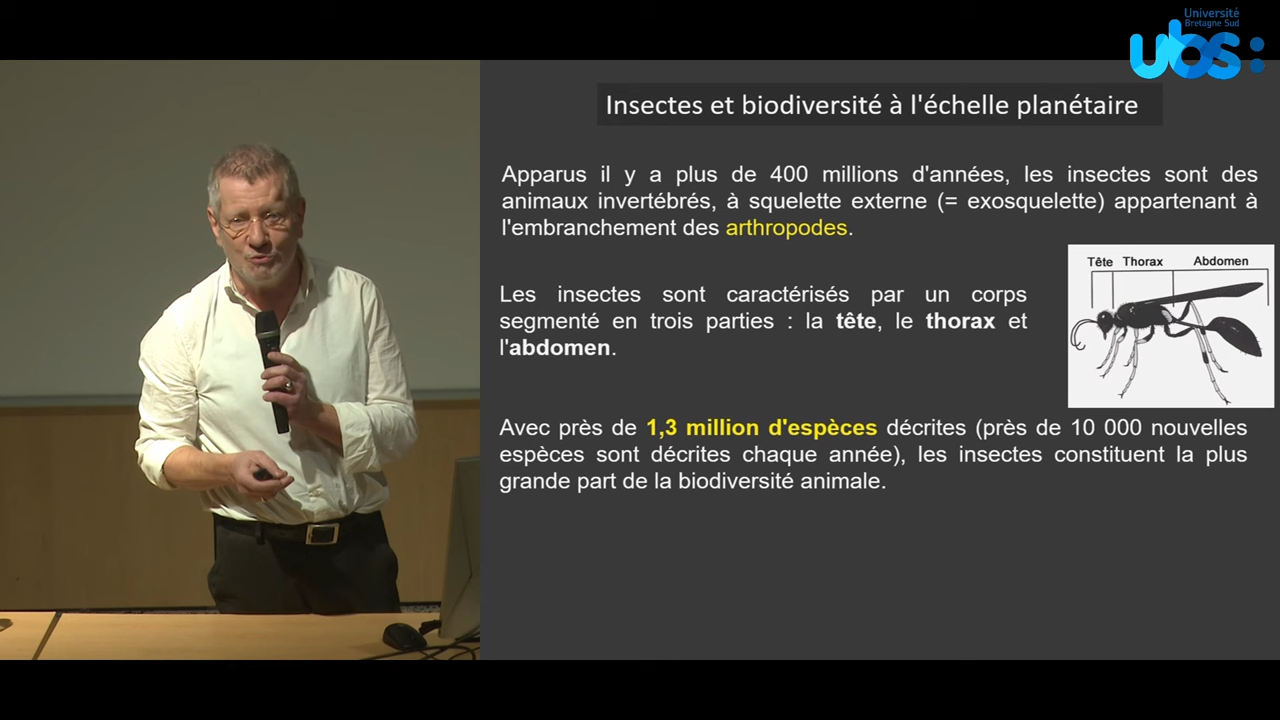 Université
Bretagne Sud
ubs:
Insectes et biodiversité à l'échelle planétaire
Apparus il y a plus de 400 millions d'années, les insectes sont des
animaux invertébrés, à squelette externe (= exosquelette) appartenant à
l'embranchement des arthropodes.
Tête Thorax Abdomen
Les insectes sont caractérisés par un corps
segmenté en trois parties : la tête, le thorax et
l'abdomen.
Avec près de 1,3 million d'espèces décrites (près de 10 000 nouvelles
espèces sont décrites chaque année), les insectes constituent la plus
grande part de la biodiversité animale.